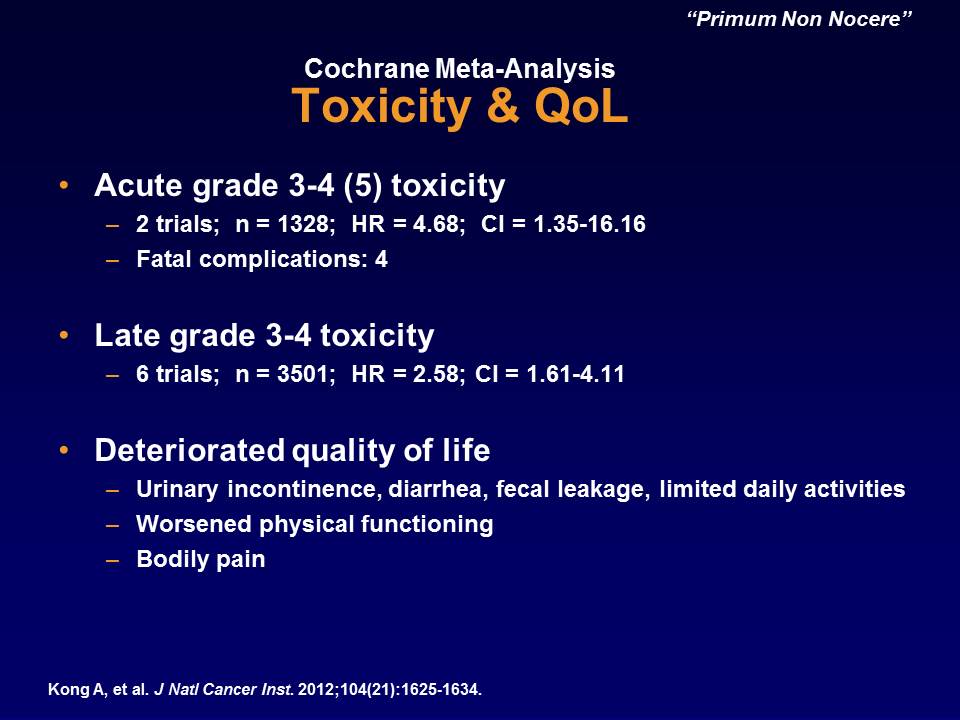 “Primum Non Nocere”
Cochrane Meta-Analysis
Toxicity & QoL
• Acute grade 3-4 (5) toxicity
– 2 trials; n = 1328; HR = 4.68; CI = 1.35-16.16
– Fatal complications: 4
• Late grade 3-4 toxicity
– 6 trials; n = 3501; HR = 2.58; CI = 1.61-4.11
• Deteriorated quality of life
– Urinary incontinence, diarrhea, fecal leakage, limited daily activities
– Worsened physical functioning
– Bodily pain
Kong A, et al. J Natl Cancer Inst. 2012;104(21):1625-1634.